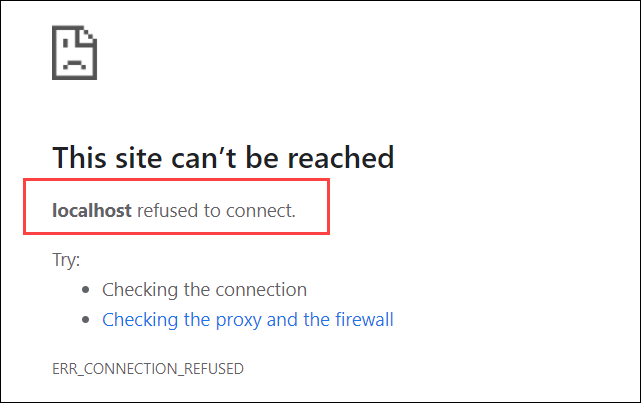 This site can’t be reached
localhost refused to connect.
Try:
Checking the connection
Checking the proxy and the firewall
ERR_CONNECTION_REFUSED